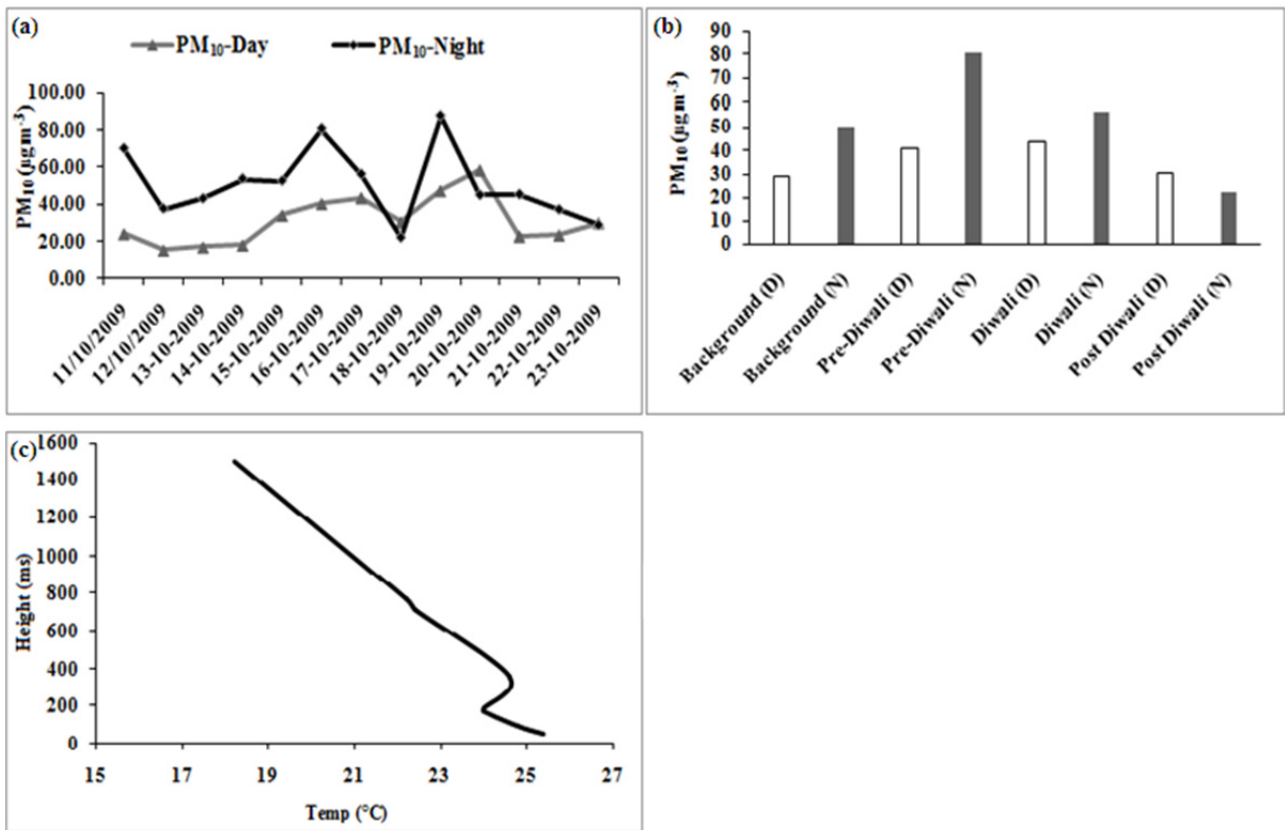 (a)
PM10-Day PM10-Night
PM10 (µgm-3)
100.00
80.00
60.00
40.00
20.00
0.00
11/10/2009
12/10/2009
13-10-2009
14-10-2009
15-10-2009
16-10-2009
17-10-2009
18-10-2009
19-10-2009
20-10-2009
21-10-2009
22-10-2009
23-10-2009
(b)
PM10 (µgm-3)
90
80
70
60
50
40
30
20
10
0
Background (D)
Background (N)
Pre-Diwali (D)
Pre-Diwali (N)
Diwali (D)
Diwali (N)
Post Diwali (D)
Post Diwali (N)
(c)
Height (ms)
1600
1400
1200
1000
800
600
400
200
0
15 17 19 21 23 25 27
Temp (°C)